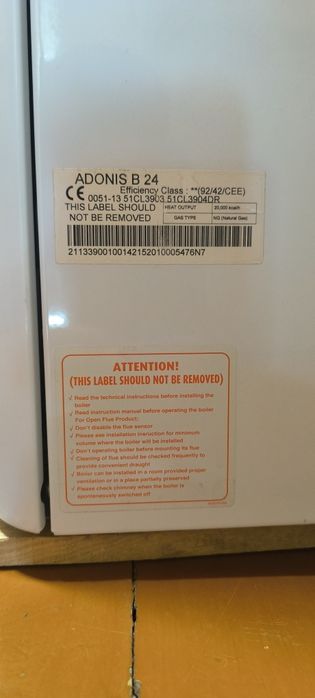 ADONIS B 24
Efficiency Class : **(92/42/CEE)
CE 0051-13 51CL3903 51CL3904DR
THIS LABEL SHOULD NOT BE REMOVED
HEAT OUTPUT 20,000 kcal/h
GAS TYPE NG (Natural Gas)
21133900100142152010005476N7
ATTENTION!
(THIS LABEL SHOULD NOT BE REMOVED)
√ Read the technical instructions before installing the
boiler
√ Read instruction manual before operating the boiler
For Open Flue Product:
√ Don't disable the flue sensor
√ Please see installation insruction for minimum
volume where the boiler will be installed
√ Don't operating boiler before mounting its flue
√ Cleaning of flue should be checked frequently to
provide convenient draught
√ Boiler can be installed in a room provided proper
ventilation or in a place partially preserved
√ Please check chimney when the boiler is
sponteneously switched off